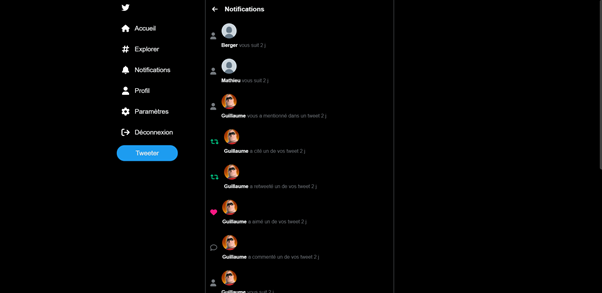 Notifications
Accueil
Explorer
Notifications
Profil
Paramètres
Déconnexion
Tweeter
Berger vous suit 2 j
Mathieu vous suit 2 j
Guillaume vous a mentionné dans un tweet 2 j
Guillaume a cité un de vos tweet 2 j
Guillaume a retweeté un de vos tweet 2 j
Guillaume a aimé un de vos tweet 2 j
Guillaume a commenté un de vos tweet 2 j
Guillaume vous suit 2 j